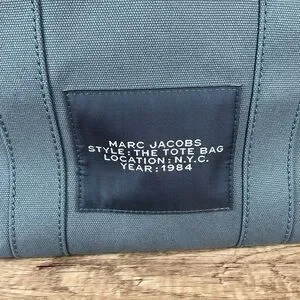 MARC JACOBS
STYLE: THE TOTE BAG
LOCATION: N.Y.C.
YEAR: 1984